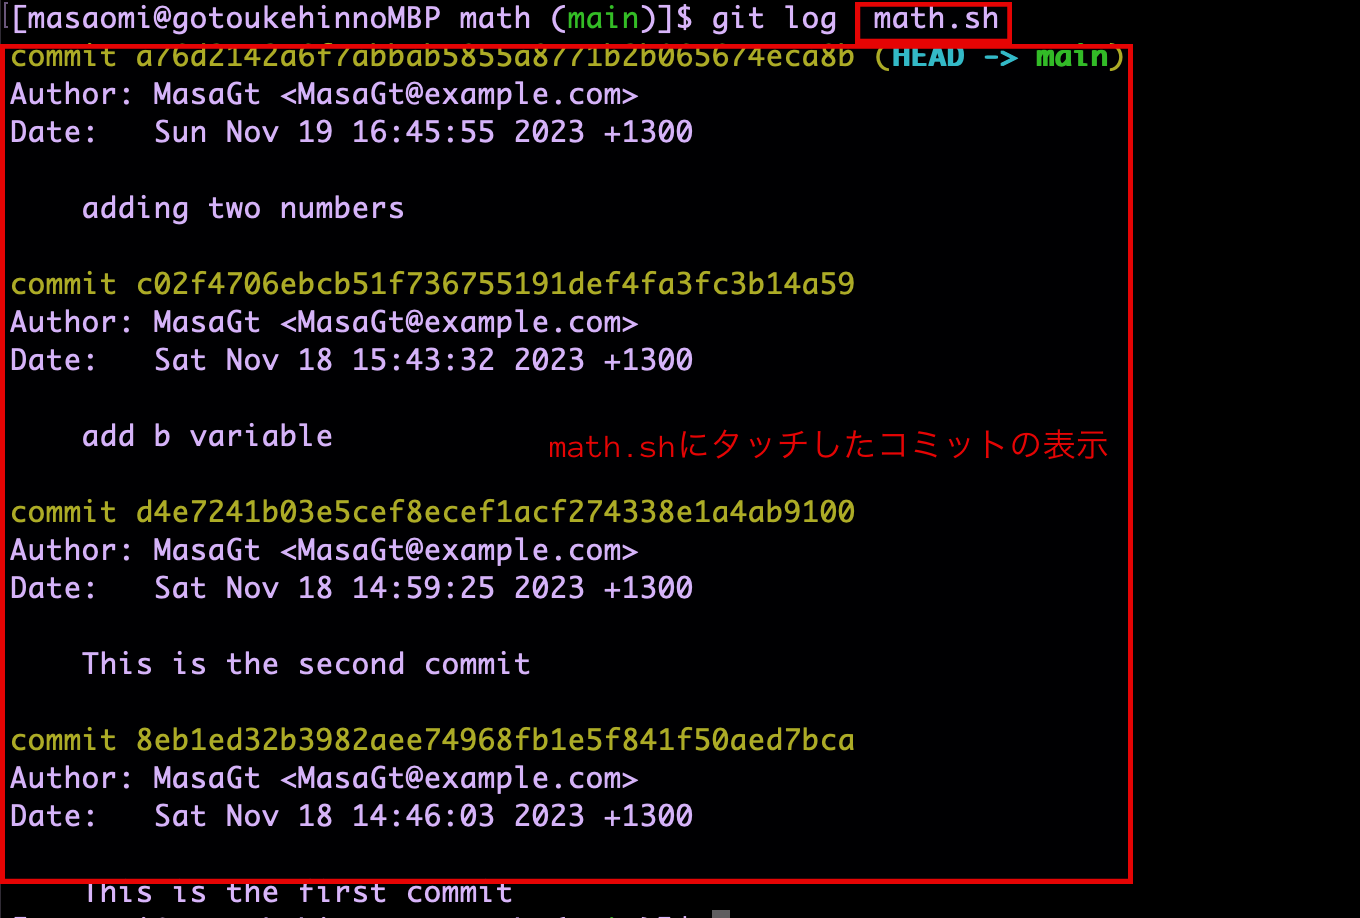 [masaomi@gotoukehinnoMBP math (main)]$ git log math.sh
commit a76d2142a6f7abbab5855a8771b2b065674eca8b (HEAD -> main)
Author: MasaGt <MasaGt@example.com>
Date:   Sun Nov 19 16:45:55 2023 +1300
adding two numbers
commit c02f4706ebcb51f736755191def4fa3fc3b14a59
Author: MasaGt <MasaGt@example.com>
Date:   Sat Nov 18 15:43:32 2023 +1300
add b variable
math.shにタッチしたコミットの表示
commit d4e7241b03e5cef8ecef1acf274338e1a4ab9100
Author: MasaGt <MasaGt@example.com>
Date:   Sat Nov 18 14:59:25 2023 +1300
This is the second commit
commit 8eb1ed32b3982aee74968fb1e5f841f50aed7bca
Author: MasaGt <MasaGt@example.com>
Date:   Sat Nov 18 14:46:03 2023 +1300
This is the first commit